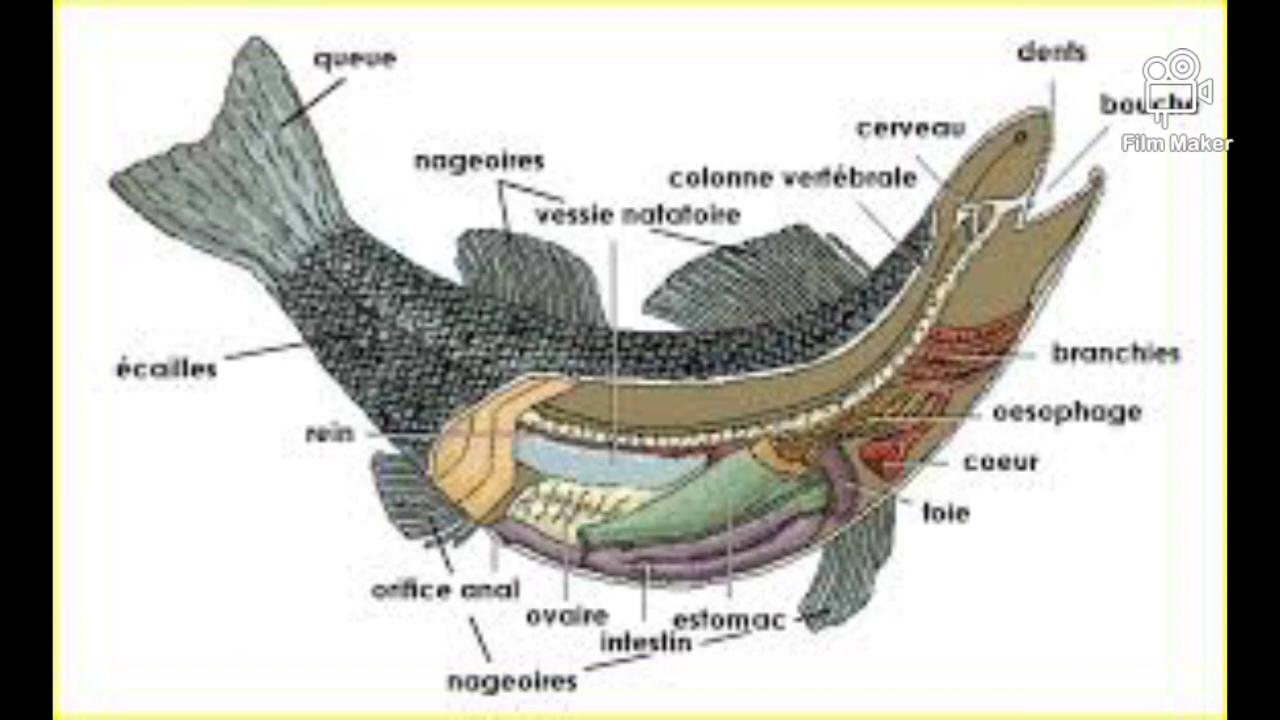 dents
queue
bouche
cerveau
Film Maker
nageoires
colonne vertébrale
vessie natatoire
branchies
écailles
oesophage
rein
coeur
foie
orifice anal
ovaire
estomac
intestin
nageoires